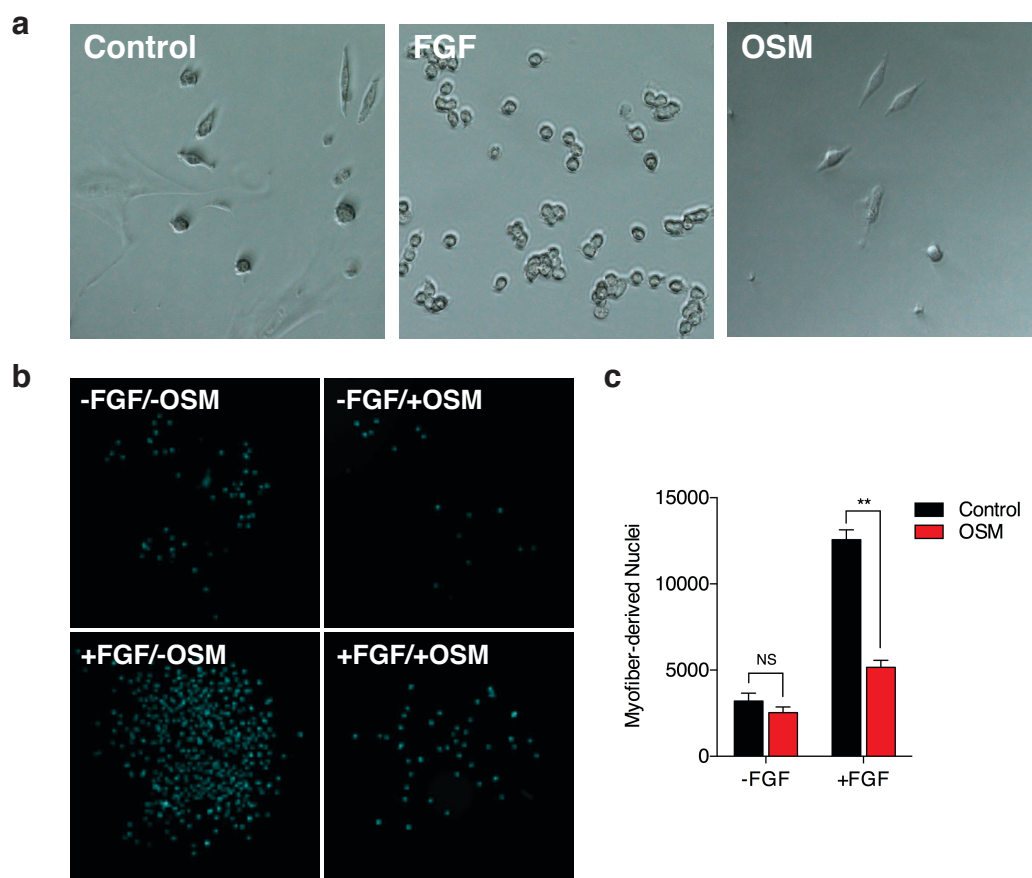 a
Control
FGF
OSM
b
-FGF/-OSM
-FGF/+OSM
+FGF/-OSM
+FGF/+OSM
c
15000
10000
5000
0
Myofiber-derived Nuclei
NS
**
-FGF
+FGF
Control
OSM